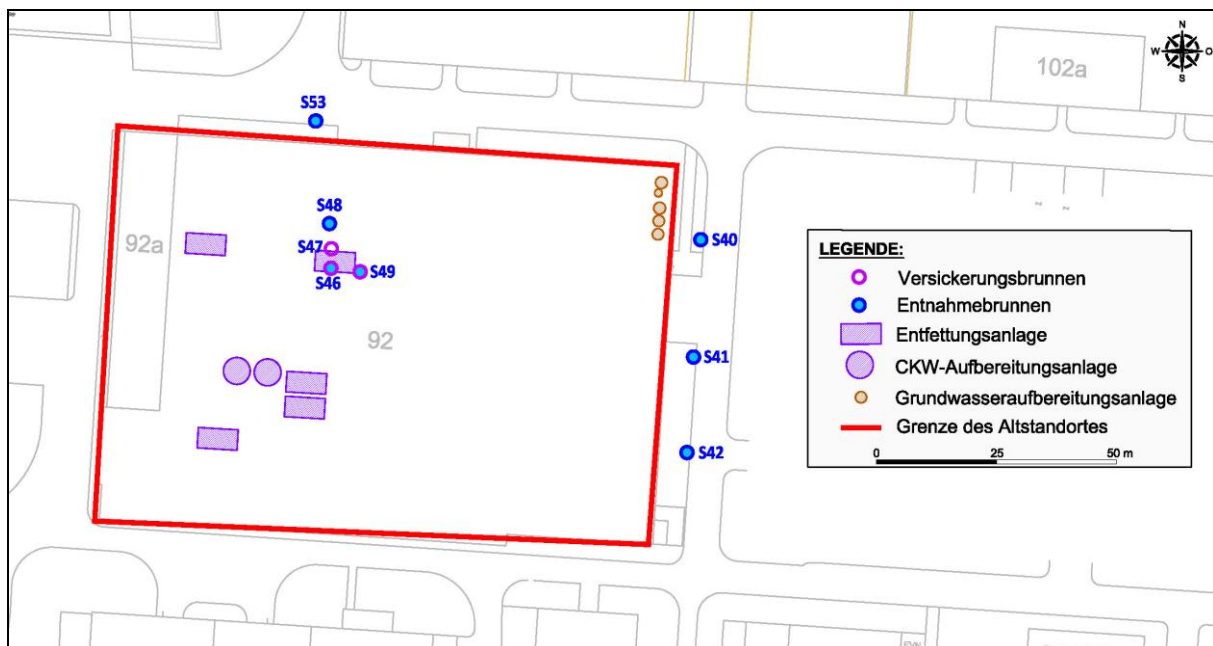 N
W O
S
102a
S53
S48
92a
S47
S46
S49
92
S40
S41
S42
LEGENDE:
Versickerungsbrunnen
Entnahmebrunnen
Entfettungsanlage
CKW-Aufbereitungsanlage
Grundwasseraufbereitungsanlage
Grenze des Altstandortes
0 25 50 m
EVN